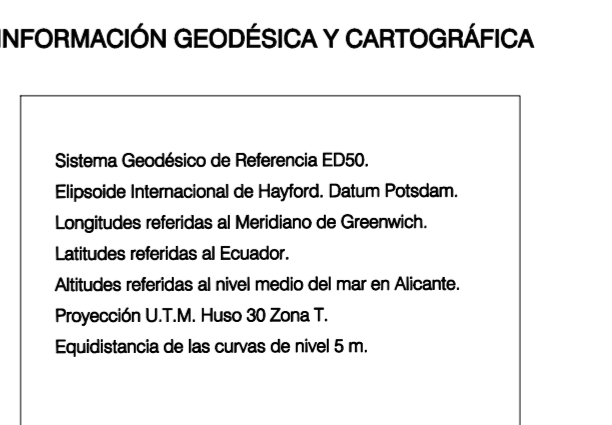 INFORMACIÓN GEODÉSICA Y CARTOGRÁFICA
Sistema Geodésico de Referencia ED50.
Elipsoide Internacional de Hayford. Datum Potsdam.
Longitudes referidas al Meridiano de Greenwich.
Latitudes referidas al Ecuador.
Altitudes referidas al nivel medio del mar en Alicante.
Proyección U.T.M. Huso 30 Zona T.
Equidistancia de las curvas de nivel 5 m.